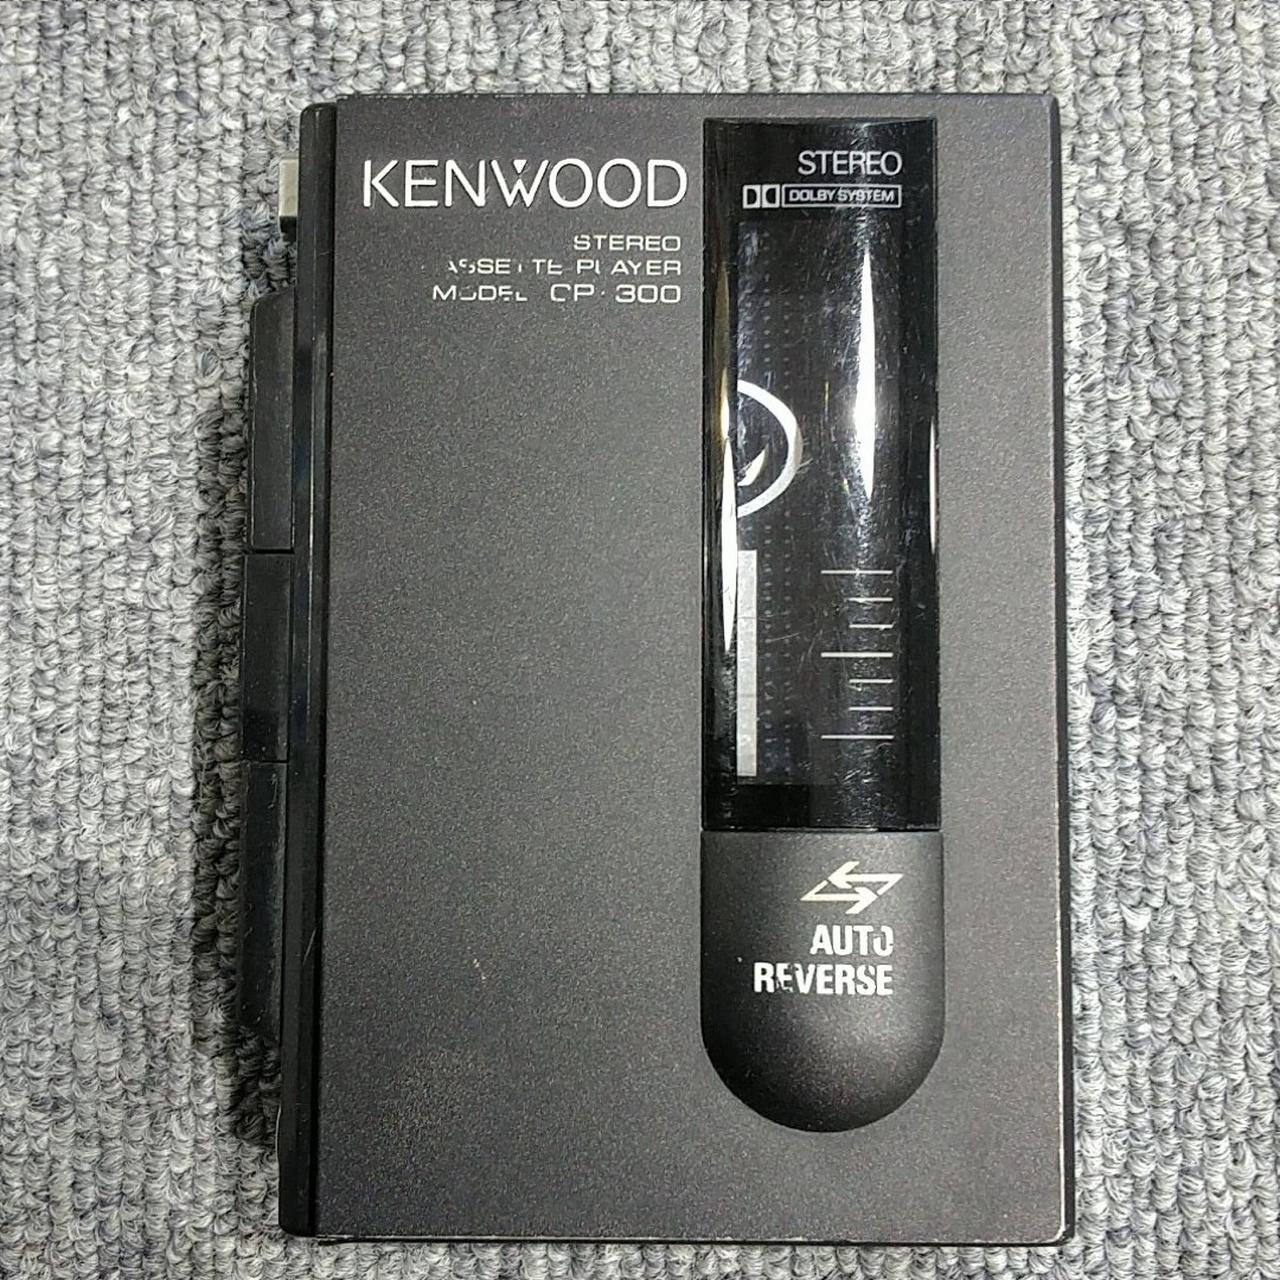 KENWOOD
STEREO
CASSETTE PLAYER
MODEL CP-300
STEREO
DOLBY SYSTEM
AUTO
REVERSE